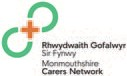 Rhwydwaith Gofalwyr
Sir Fynwy
Monmouthshire
Carers Network